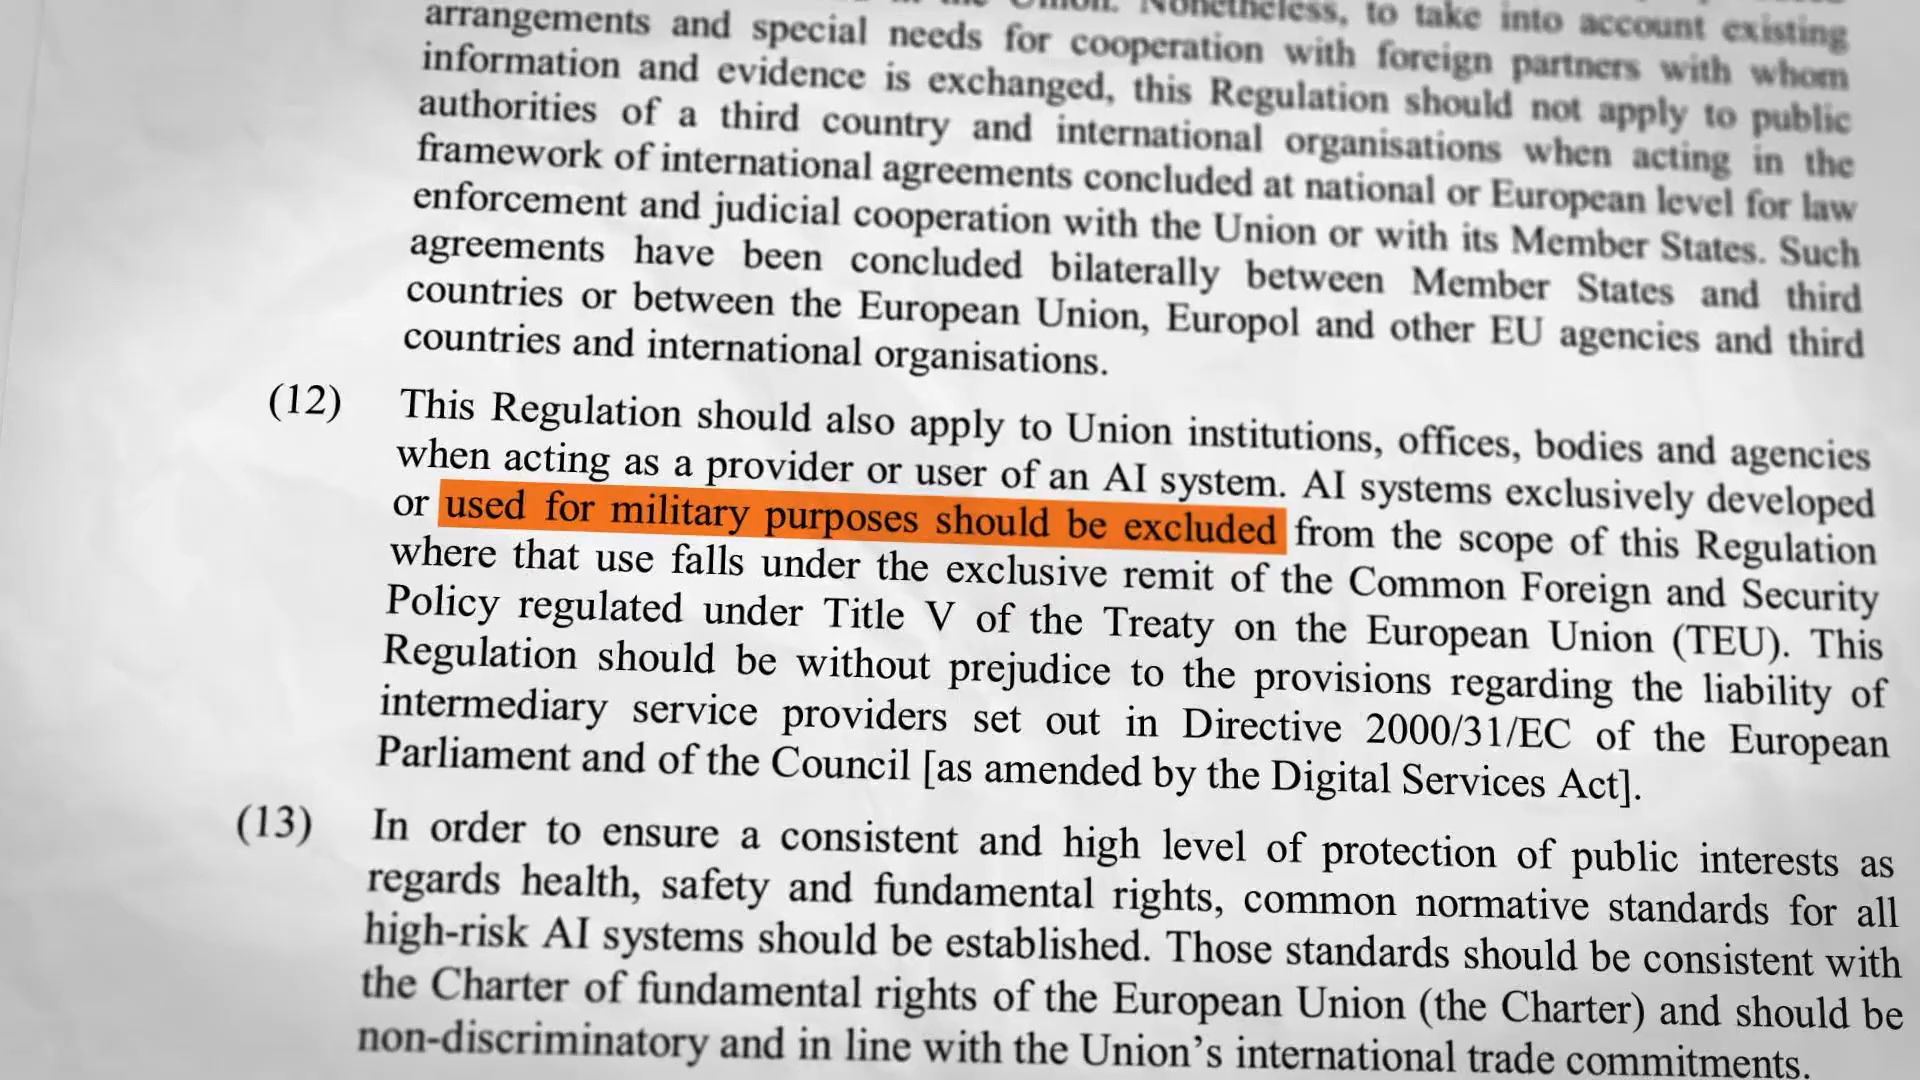 the Union. Nonetheless, to take into account existing
arrangements and special needs for cooperation with foreign partners with whom
information and evidence is exchanged, this Regulation should not apply to public
authorities of a third country and international organisations when acting in the
framework of international agreements concluded at national or European level for law
enforcement and judicial cooperation with the Union or with its Member States. Such
agreements have been concluded bilaterally between Member States and third
countries or between the European Union, Europol and other EU agencies and third
countries and international organisations.
(12) This Regulation should also apply to Union institutions, offices, bodies and agencies
when acting as a provider or user of an AI system. AI systems exclusively developed
or used for military purposes should be excluded from the scope of this Regulation
where that use falls under the exclusive remit of the Common Foreign and Security
Policy regulated under Title V of the Treaty on the European Union (TEU). This
Regulation should be without prejudice to the provisions regarding the liability of
intermediary service providers set out in Directive 2000/31/EC of the European
Parliament and of the Council [as amended by the Digital Services Act].
(13) In order to ensure a consistent and high level of protection of public interests as
regards health, safety and fundamental rights, common normative standards for all
high-risk AI systems should be established. Those standards should be consistent with
the Charter of fundamental rights of the European Union (the Charter) and should be
non-discriminatory and in line with the Union’s international trade commitments.